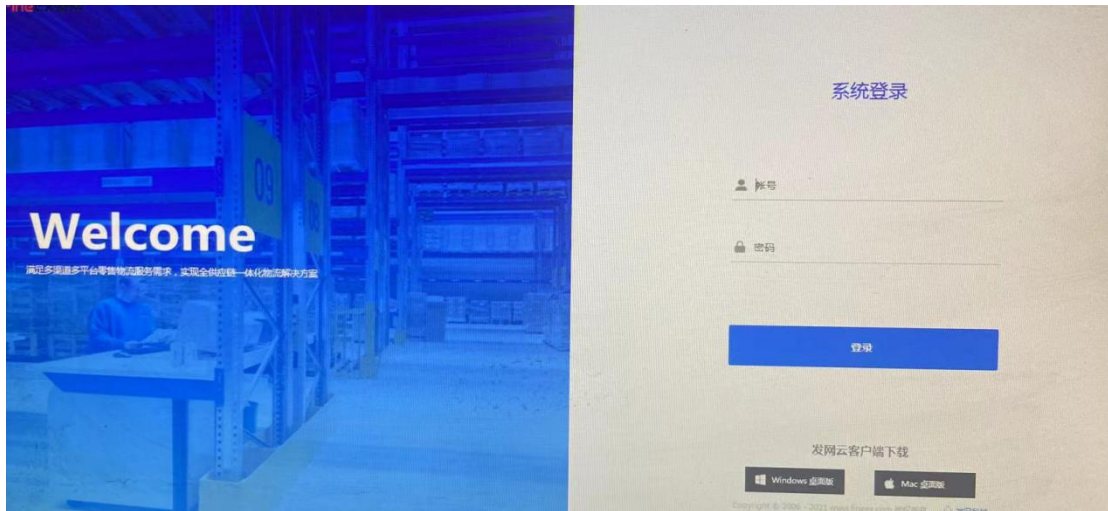 系统登录
账号
密码
Welcome
满足多渠道多平台零售物流服务需求，实现全供应链一体化物流解决方案
09
登录
发网云客户端下载
Windows 桌面版
Mac 桌面版